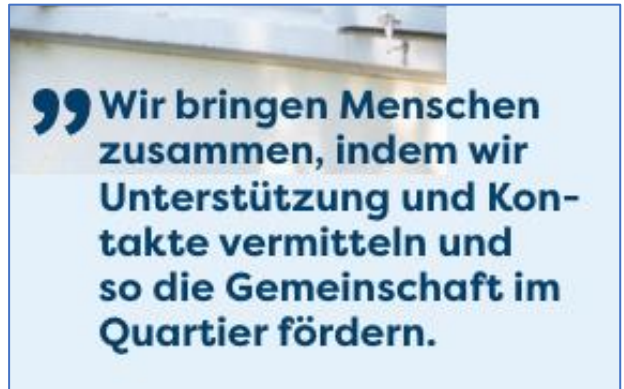 ” Wir bringen Menschen
zusammen, indem wir
Unterstützung und Kon-
takte vermitteln und
so die Gemeinschaft im
Quartier fördern.